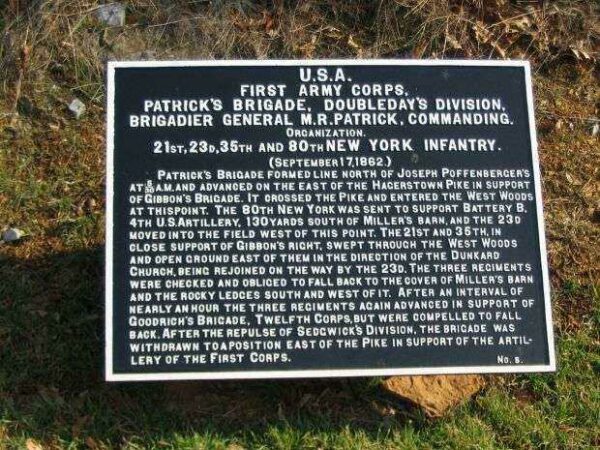 U.S.A.
FIRST ARMY CORPS,
PATRICK'S BRIGADE, DOUBLEDAY'S DIVISION,
BRIGADIER GENERAL M.R.PATRICK, COMMANDING.
ORGANIZATION.
21ST, 23D, 35TH AND 80TH NEW YORK INFANTRY.
(SEPTEMBER 17, 1862.)
PATRICK'S BRIGADE FORMED LINE NORTH OF JOSEPH POFFENBERGER'S
AT 5 30 A.M. AND ADVANCED ON THE EAST OF THE HAGERSTOWN PIKE IN SUPPORT
OF GIBBON'S BRIGADE. IT CROSSED THE PIKE AND ENTERED THE WEST WOODS
AT THIS POINT. THE 80TH NEW YORK WAS SENT TO SUPPORT BATTERY B,
4TH U.S. ARTILLERY, 130 YARDS SOUTH OF MILLER'S BARN, AND THE 23D
MOVED INTO THE FIELD WEST OF THIS POINT. THE 21ST AND 35TH, IN
CLOSE SUPPORT OF GIBBON'S RIGHT, SWEPT THROUGH THE WEST WOODS
AND OPEN GROUND EAST OF THEM IN THE DIRECTION OF THE DUNKARD
CHURCH, BEING REJOINED ON THE WAY BY THE 23D. THE THREE REGIMENTS
WERE CHECKED AND OBLIGED TO FALL BACK TO THE COVER OF MILLER'S BARN
AND THE ROCKY LEDGES SOUTH AND WEST OF IT. AFTER AN INTERVAL OF
NEARLY AN HOUR THE THREE REGIMENTS AGAIN ADVANCED IN SUPPORT OF
GOODRICH'S BRIGADE, TWELFTH CORPS, BUT WERE COMPELLED TO FALL
BACK. AFTER THE REPULSE OF SEDGWICK'S DIVISION, THE BRIGADE WAS
WITHDRAWN TO A POSITION EAST OF THE PIKE IN SUPPORT OF THE ARTIL-
LERY OF THE FIRST CORPS.
No. 8.